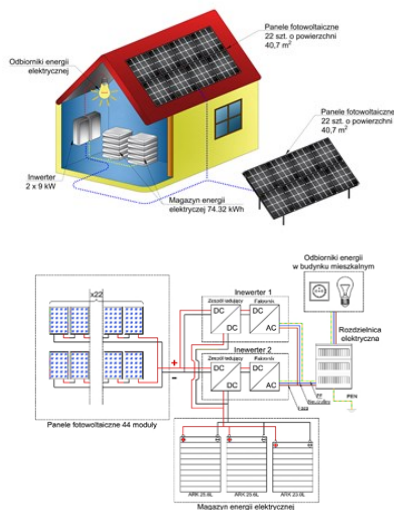 Panele fotowoltaiczne
22 szt. o powierzchni
40,7 m²
Odbiorniki energii
elektrycznej
Panele fotowoltaiczne
22 szt. o powierzchni
40,7 m²
Inwerter
2 x 9 kW
Magazyn energii
elektryczej 74.32 kWh
Odbiorniki energii
w budynku mieszkalnym
x22
Inewerter 1
DC
DC
DC
AC
Rozdzielnica
elektryczna
Inewerter 2
DC
DC
DC
AC
+
-
PEN
Panele fotowoltaiczne 44 moduły
ARK 25.6L
ARK 25.6L
ARK 23.0L
Magazyn energii elektrycznej